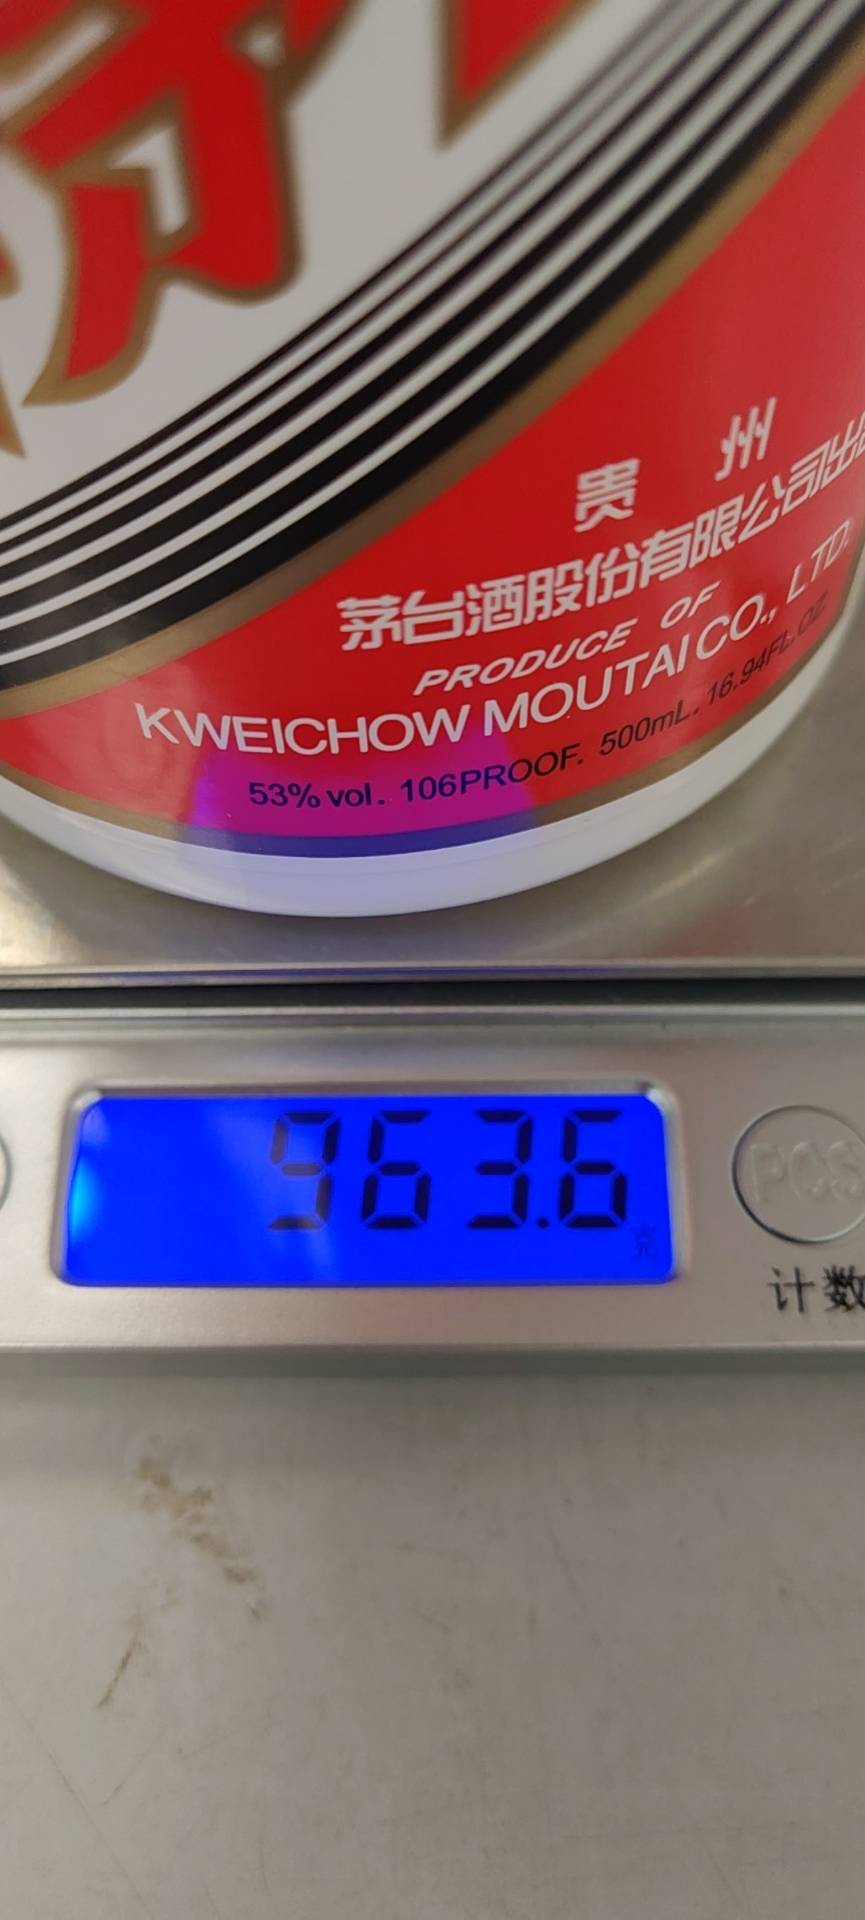 贵 州
茅台酒股份有限公司出
PRODUCE OF
KWEICHOW MOUTAI CO., LTD.
53% vol. 106PROOF. 500mL. 16.94FL.OZ
963.6
克
PCS
计数